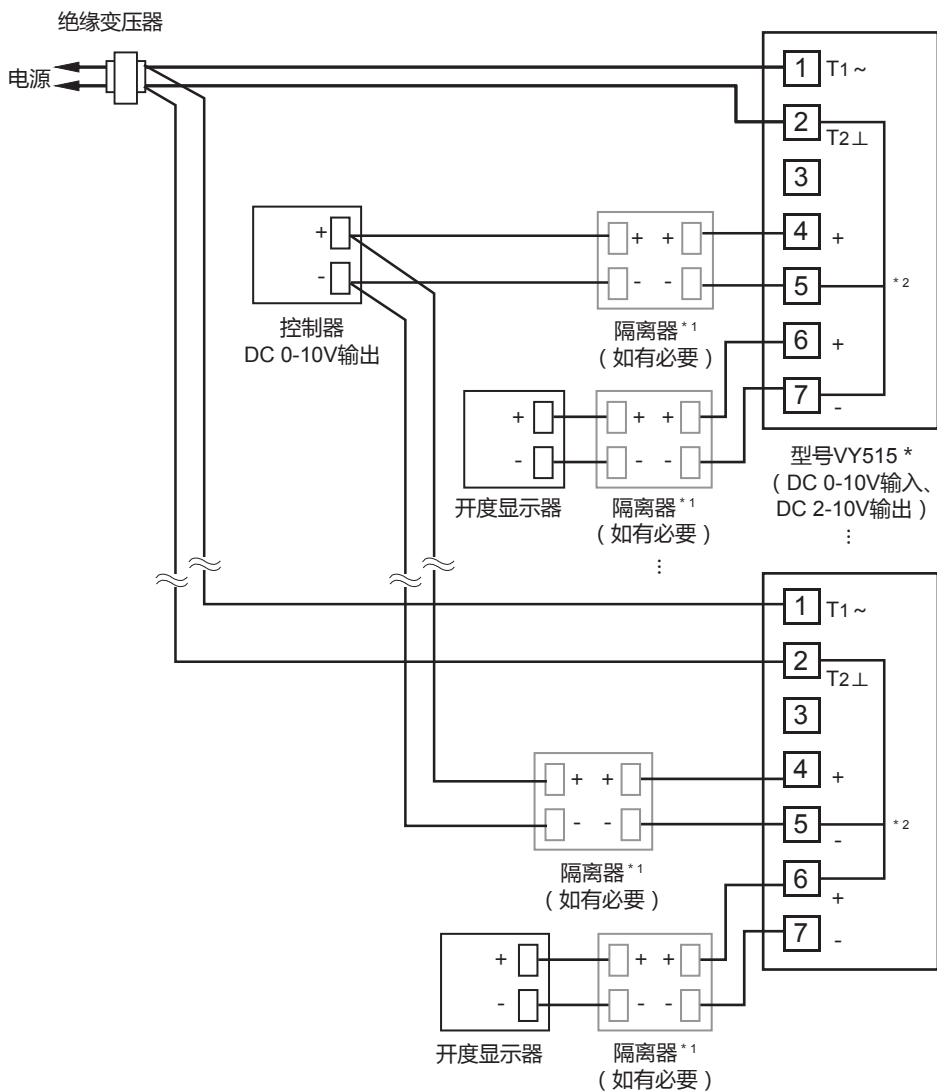 绝缘变压器
电源
1 T1~
2 T2⊥
3
4 +
5 *2
6 +
7 -
+
-
控制器
DC 0-10V输出
+ +
- -
隔离器*1
（如有必要）
+
-
开度显示器
+ +
- -
隔离器*1
（如有必要）
⋮
型号VY515 *
（DC 0-10V输入、
DC 2-10V输出）
⋮
1 T1~
2 T2⊥
3
4 +
5 - *2
6 +
7 -
+ +
- -
隔离器*1
（如有必要）
+
-
开度显示器
+ +
- -
隔离器*1
（如有必要）